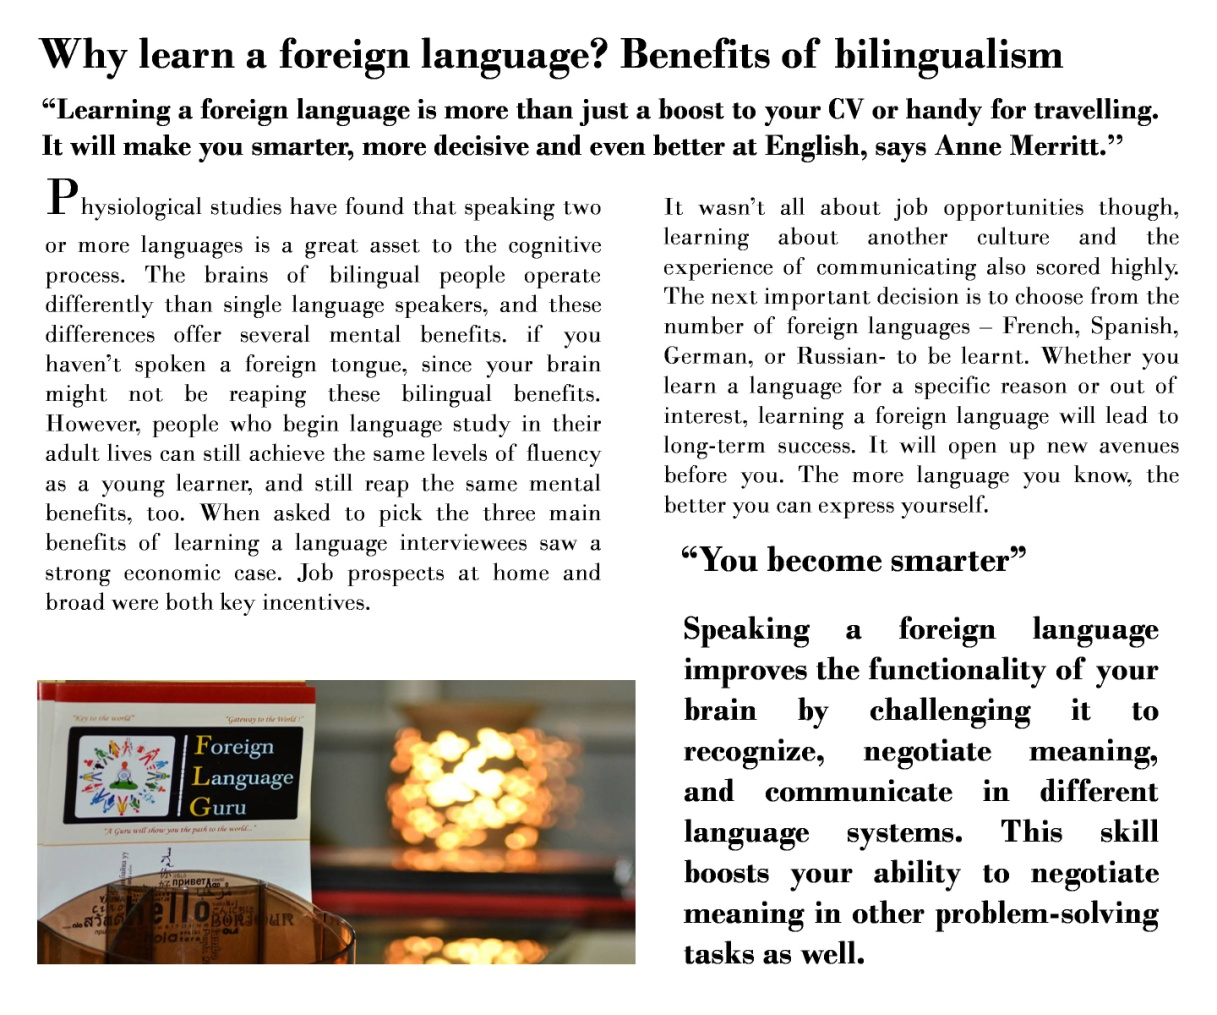 Why learn a foreign language? Benefits of bilingualism
“Learning a foreign language is more than just a boost to your CV or handy for travelling.
It will make you smarter, more decisive and even better at English, says Anne Merritt.”
Physiological studies have found that speaking two
or more languages is a great asset to the cognitive
process. The brains of bilingual people operate
differently than single language speakers, and these
differences offer several mental benefits. if you
haven’t spoken a foreign tongue, since your brain
might not be reaping these bilingual benefits.
However, people who begin language study in their
adult lives can still achieve the same levels of fluency
as a young learner, and still reap the same mental
benefits, too. When asked to pick the three main
benefits of learning a language interviewees saw a
strong economic case. Job prospects at home and
broad were both key incentives.
It wasn’t all about job opportunities though,
learning about another culture and the
experience of communicating also scored highly.
The next important decision is to choose from the
number of foreign languages – French, Spanish,
German, or Russian- to be learnt. Whether you
learn a language for a specific reason or out of
interest, learning a foreign language will lead to
long-term success. It will open up new avenues
before you. The more language you know, the
better you can express yourself.
“You become smarter”
Speaking a foreign language
improves the functionality of your
brain by challenging it to
recognize, negotiate meaning,
and communicate in different
language systems. This skill
boosts your ability to negotiate
meaning in other problem-solving
tasks as well.
"Key to the world" "Gateway to the World!"
Foreign
Language
Guru
"A Guru will show you the path to the world..."
привет
Hello
BONJOUR
hola